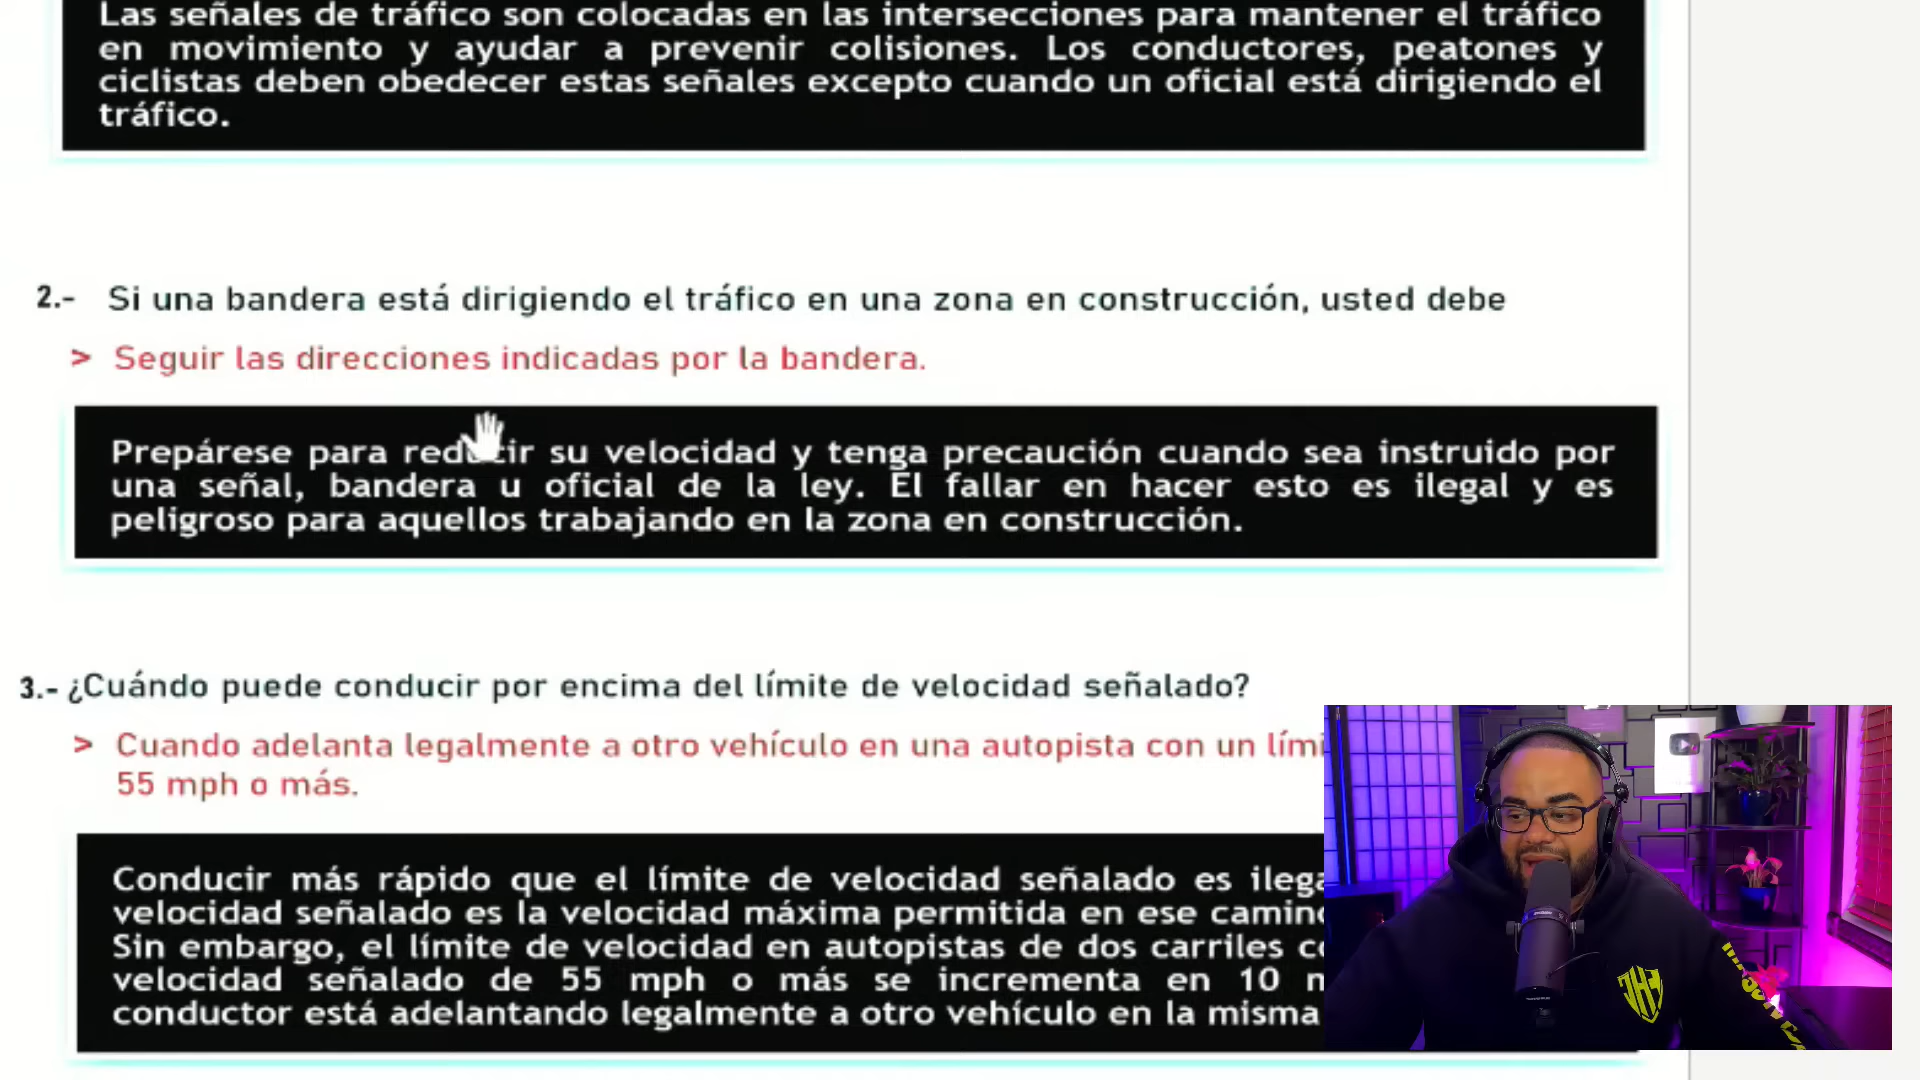 Las señales de tráfico son colocadas en las intersecciones para mantener el tráfico
en movimiento y ayudar a prevenir colisiones. Los conductores, peatones y
ciclistas deben obedecer estas señales excepto cuando un oficial está dirigiendo el
tráfico.
2.- Si una bandera está dirigiendo el tráfico en una zona en construcción, usted debe
> Seguir las direcciones indicadas por la bandera.
Prepárese para reducir su velocidad y tenga precaución cuando sea instruido por
una señal, bandera u oficial de la ley. El fallar en hacer esto es ilegal y es
peligroso para aquellos trabajando en la zona en construcción.
3.- ¿Cuándo puede conducir por encima del límite de velocidad señalado?
> Cuando adelanta legalmente a otro vehículo en una autopista con un
55 mph o más.
Conducir más rápido que el límite de velocidad señalado es
velocidad señalado es la velocidad máxima permitida en ese
Sin embargo, el límite de velocidad en autopistas de dos carriles
velocidad señalado de 55 mph o más se incrementa en 10
conductor está adelantando legalmente a otro vehículo en la misma